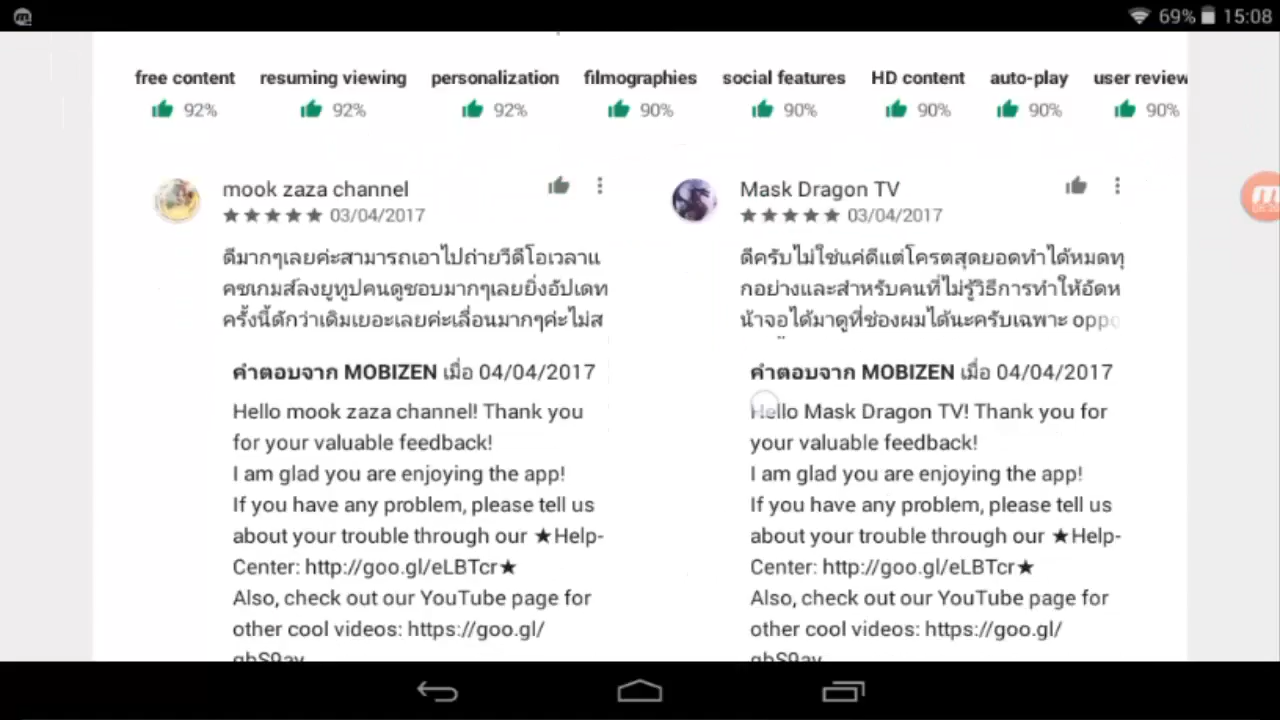 69% 15:08
free content resuming viewing personalization filmographies social features HD content auto-play user review
92% 92% 92% 90% 90% 90% 90% 90%
mook zaza channel
03/04/2017
ดีมากๆเลยค่ะสามารถเอาไปถ่ายวีดีโอเวลาแ
คชเกมส์ลงยูทูปคนดูชอบมากๆเลยยิ่งอัปเดท
ครั้งนี้ดักว่าเดิมเยอะเลยค่ะเลื่อนมากๆค่ะไม่ส
คำตอบจาก MOBIZEN เมื่อ 04/04/2017
Hello mook zaza channel! Thank you
for your valuable feedback!
I am glad you are enjoying the app!
If you have any problem, please tell us
about your trouble through our ★Help-
Center: http://goo.gl/eLBTcr★
Also, check out our YouTube page for
other cool videos: https://goo.gl/
Mask Dragon TV
03/04/2017
ดีครับไม่ใช่แค่ดีแต่โครตสุดยอดทำได้หมดทุ
กอย่างและสำหรับคนที่ไม่รู้วิธีการทำให้อัดห
น้าจอได้มาดูที่ช่องผมได้นะครับเฉพาะ oppo
คำตอบจาก MOBIZEN เมื่อ 04/04/2017
Hello Mask Dragon TV! Thank you for
your valuable feedback!
I am glad you are enjoying the app!
If you have any problem, please tell us
about your trouble through our ★Help-
Center: http://goo.gl/eLBTcr★
Also, check out our YouTube page for
other cool videos: https://goo.gl/